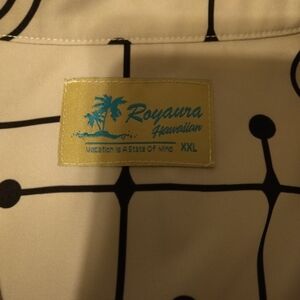 Royaura
Hawaiian
Vacation Is A State Of Mind XXL